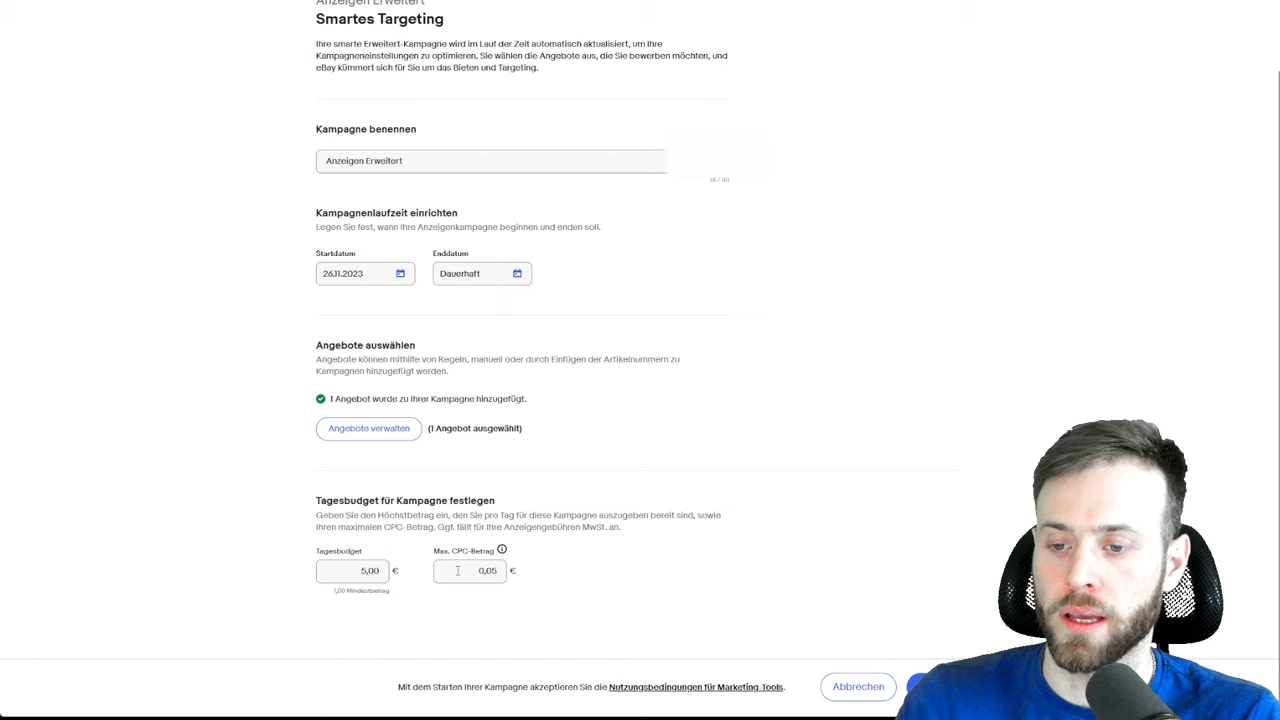 Anzeigen Erweitert
Smartes Targeting
Ihre smarte Erweitert-Kampagne wird im Lauf der Zeit automatisch aktualisiert, um Ihre
Kampagneneinstellungen zu optimieren. Sie wählen die Angebote aus, die Sie bewerben möchten, und
eBay kümmert sich für Sie um das Bieten und Targeting.
Kampagne benennen
Anzeigen Erweitert
18 / 80
Kampagnenlaufzeit einrichten
Legen Sie fest, wann Ihre Anzeigenkampagne beginnen und enden soll.
Startdatum Enddatum
26.11.2023 Dauerhaft
Angebote auswählen
Angebote können mithilfe von Regeln, manuell oder durch Einfügen der Artikelnummern zu
Kampagnen hinzugefügt werden.
1 Angebot wurde zu Ihrer Kampagne hinzugefügt.
Angebote verwalten (1 Angebot ausgewählt)
Tagesbudget für Kampagne festlegen
Geben Sie den Höchstbetrag ein, den Sie pro Tag für diese Kampagne auszugeben bereit sind, sowie
Ihren maximalen CPC-Betrag. Ggf. fällt für Ihre Anzeigengebühren MwSt. an.
Tagesbudget Max. CPC-Betrag
5,00 € 0,05 €
1,00 Mindestbetrag
Mit dem Starten Ihrer Kampagne akzeptieren Sie die Nutzungsbedingungen für Marketing-Tools. Abbrechen